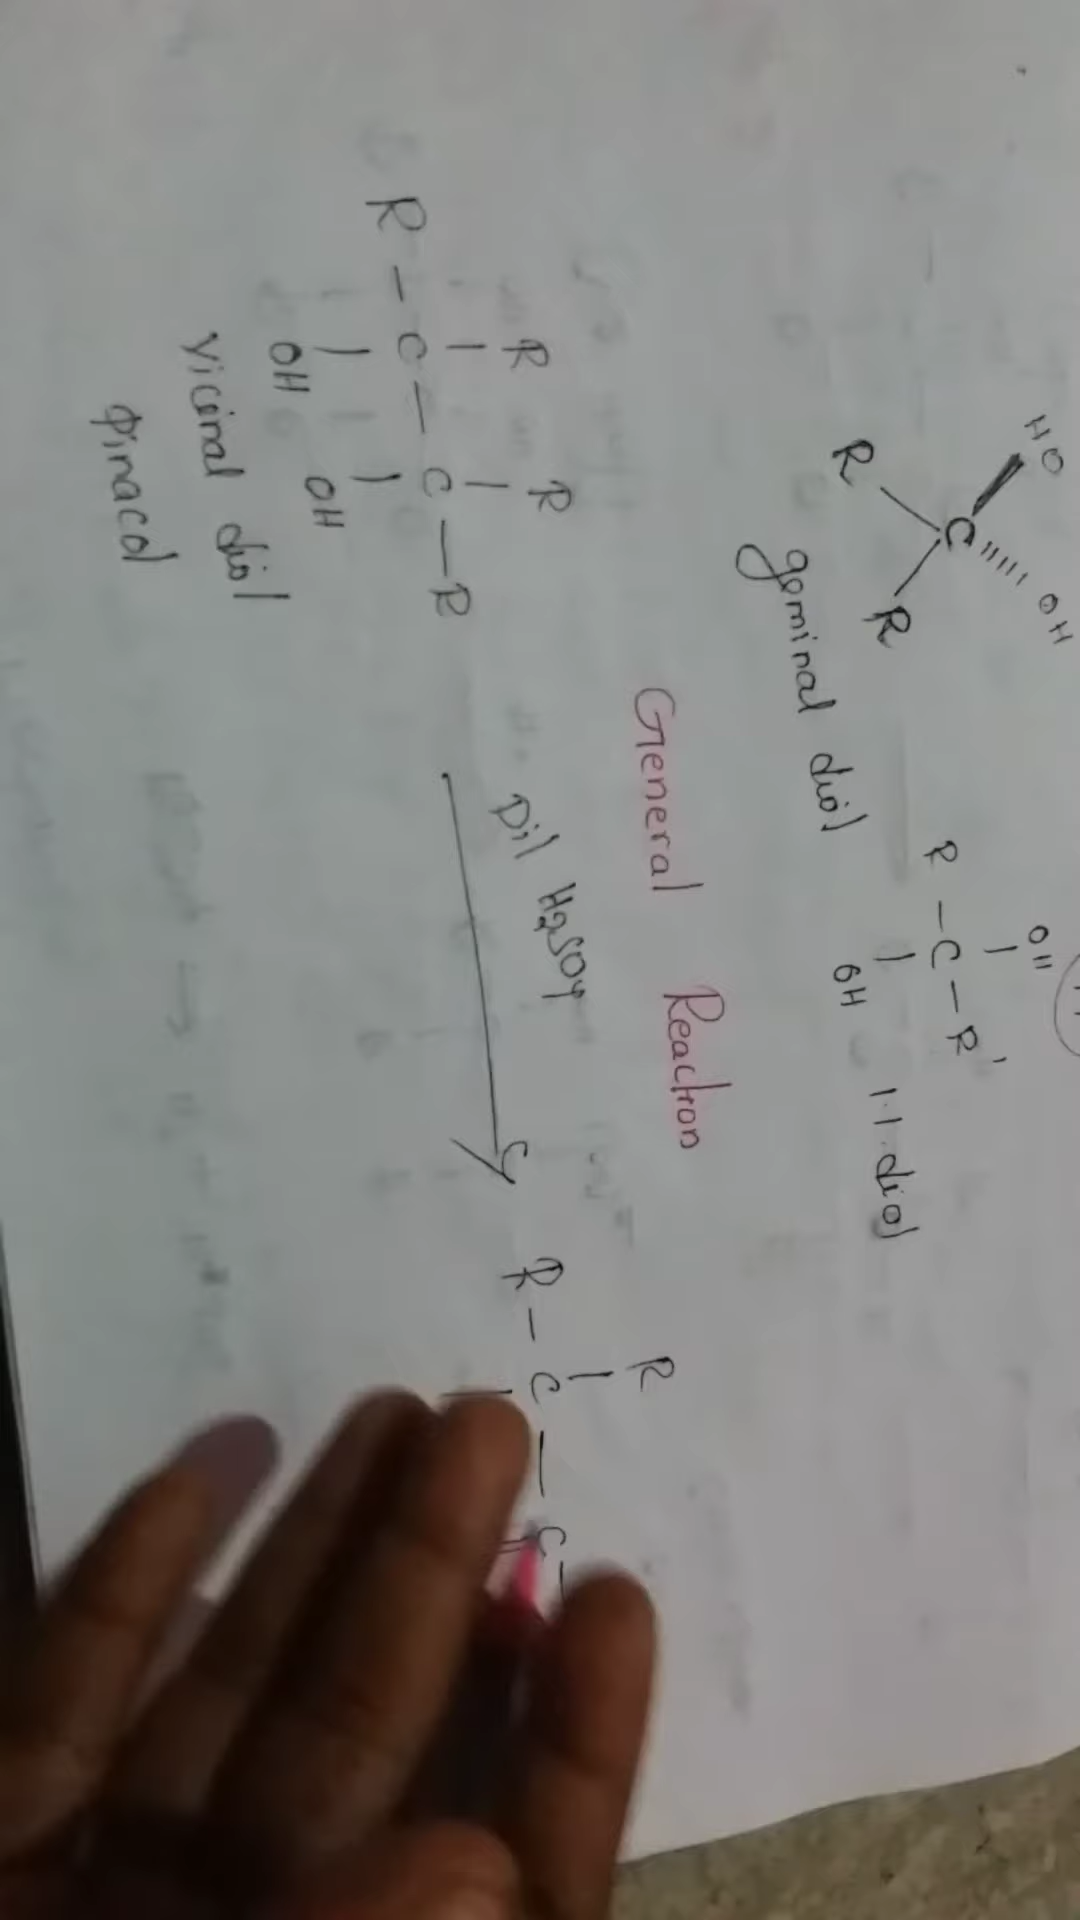 HO OH
C
R R
geminal diol
OH
R - C - R'
OH
1.1.diol
General Reaction
R R
R - C - C - R
OH OH
vicinal diol
pinacol
Dil H2SO4
R
R - C - C -